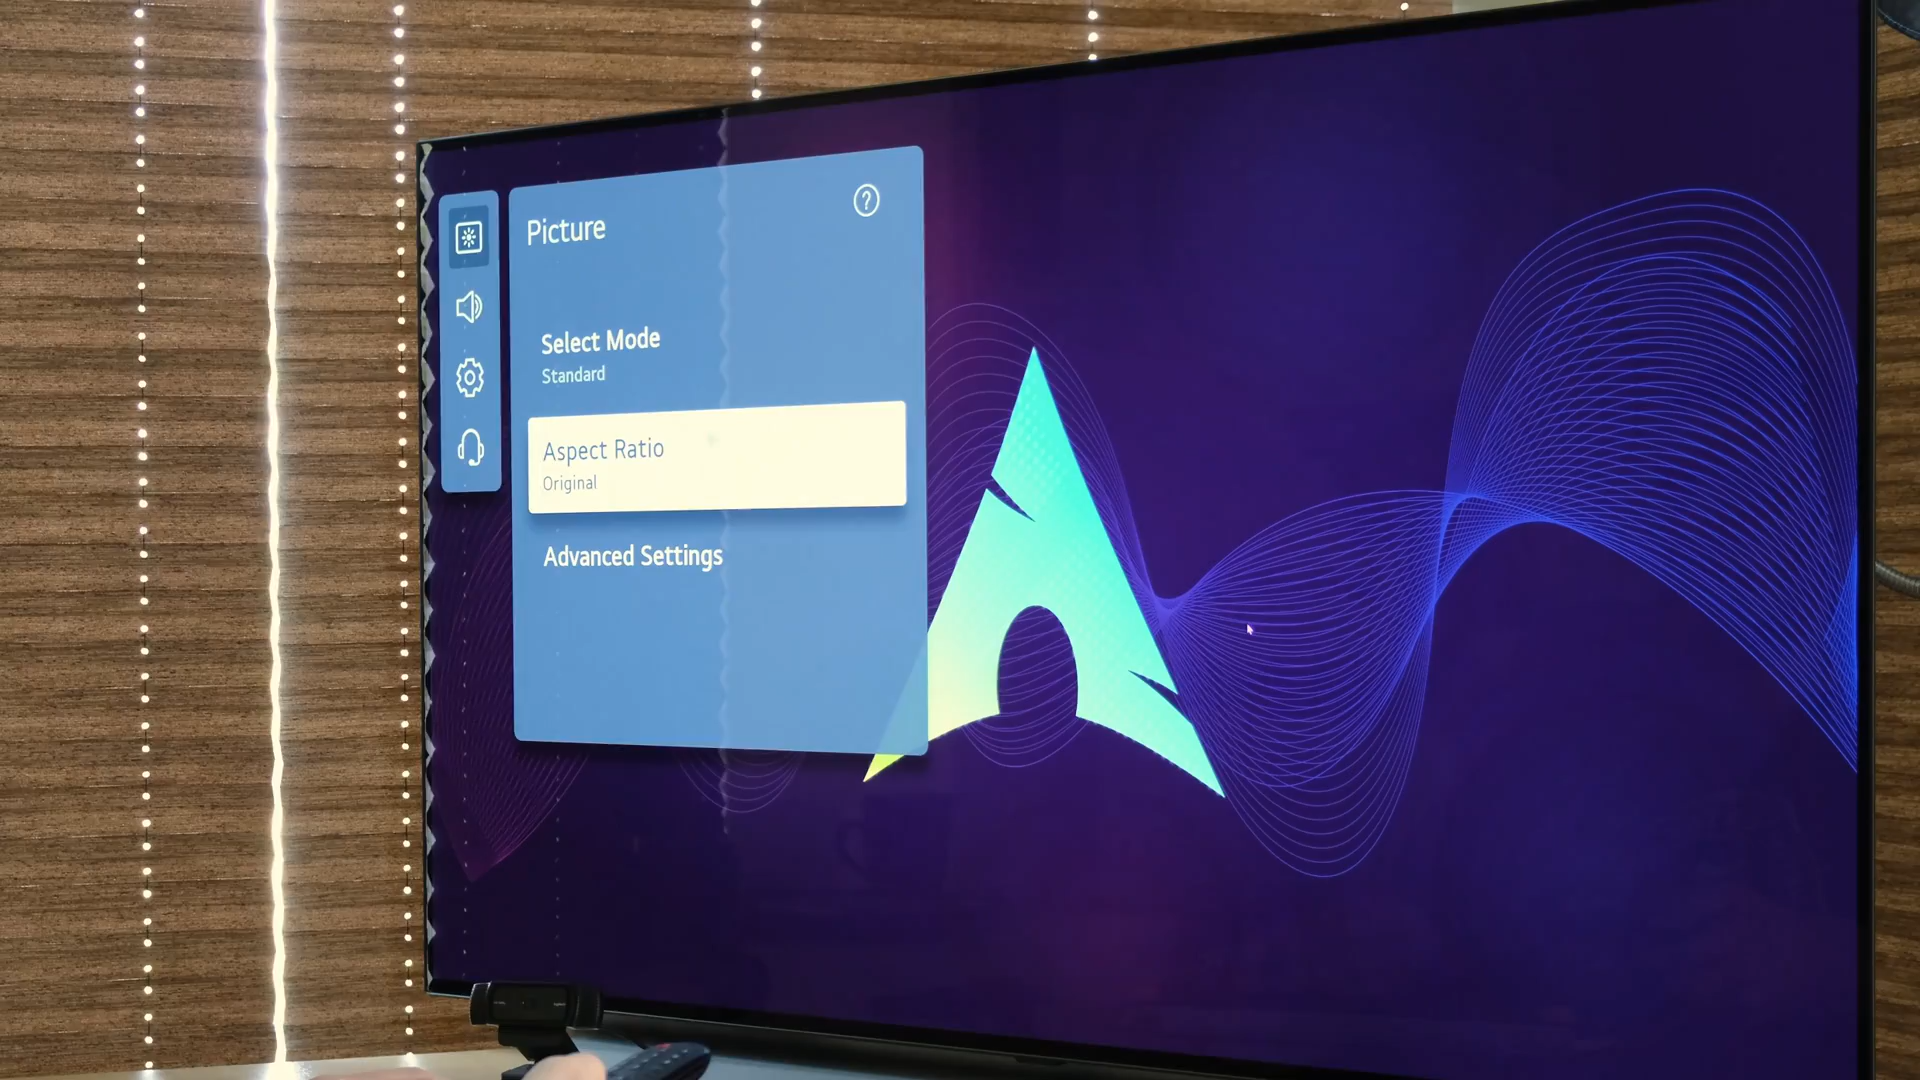 Picture
?
Select Mode
Standard
Aspect Ratio
Original
Advanced Settings